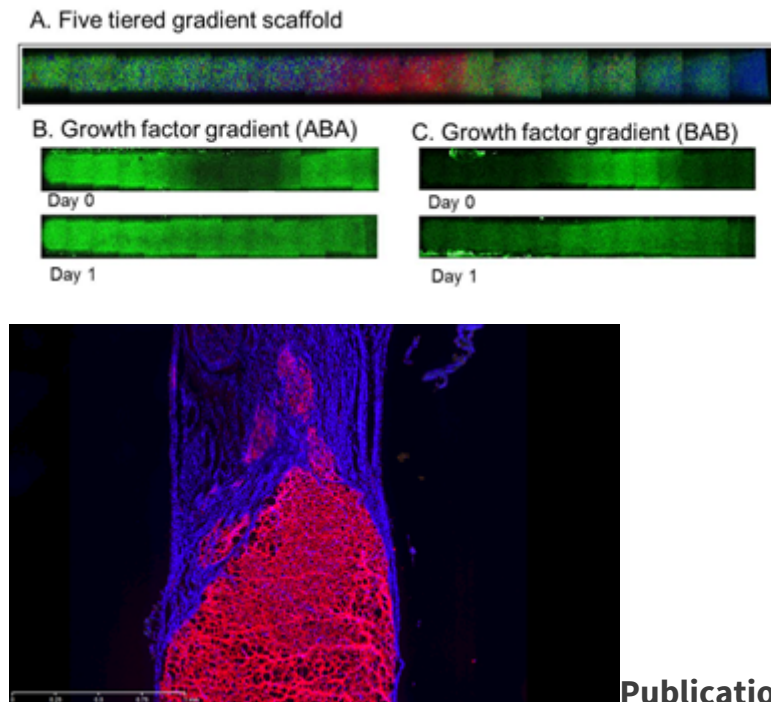 A. Five tiered gradient scaffold
B. Growth factor gradient (ABA)
C. Growth factor gradient (BAB)
Day 0
Day 0
Day 1
Day 1
Publicatio